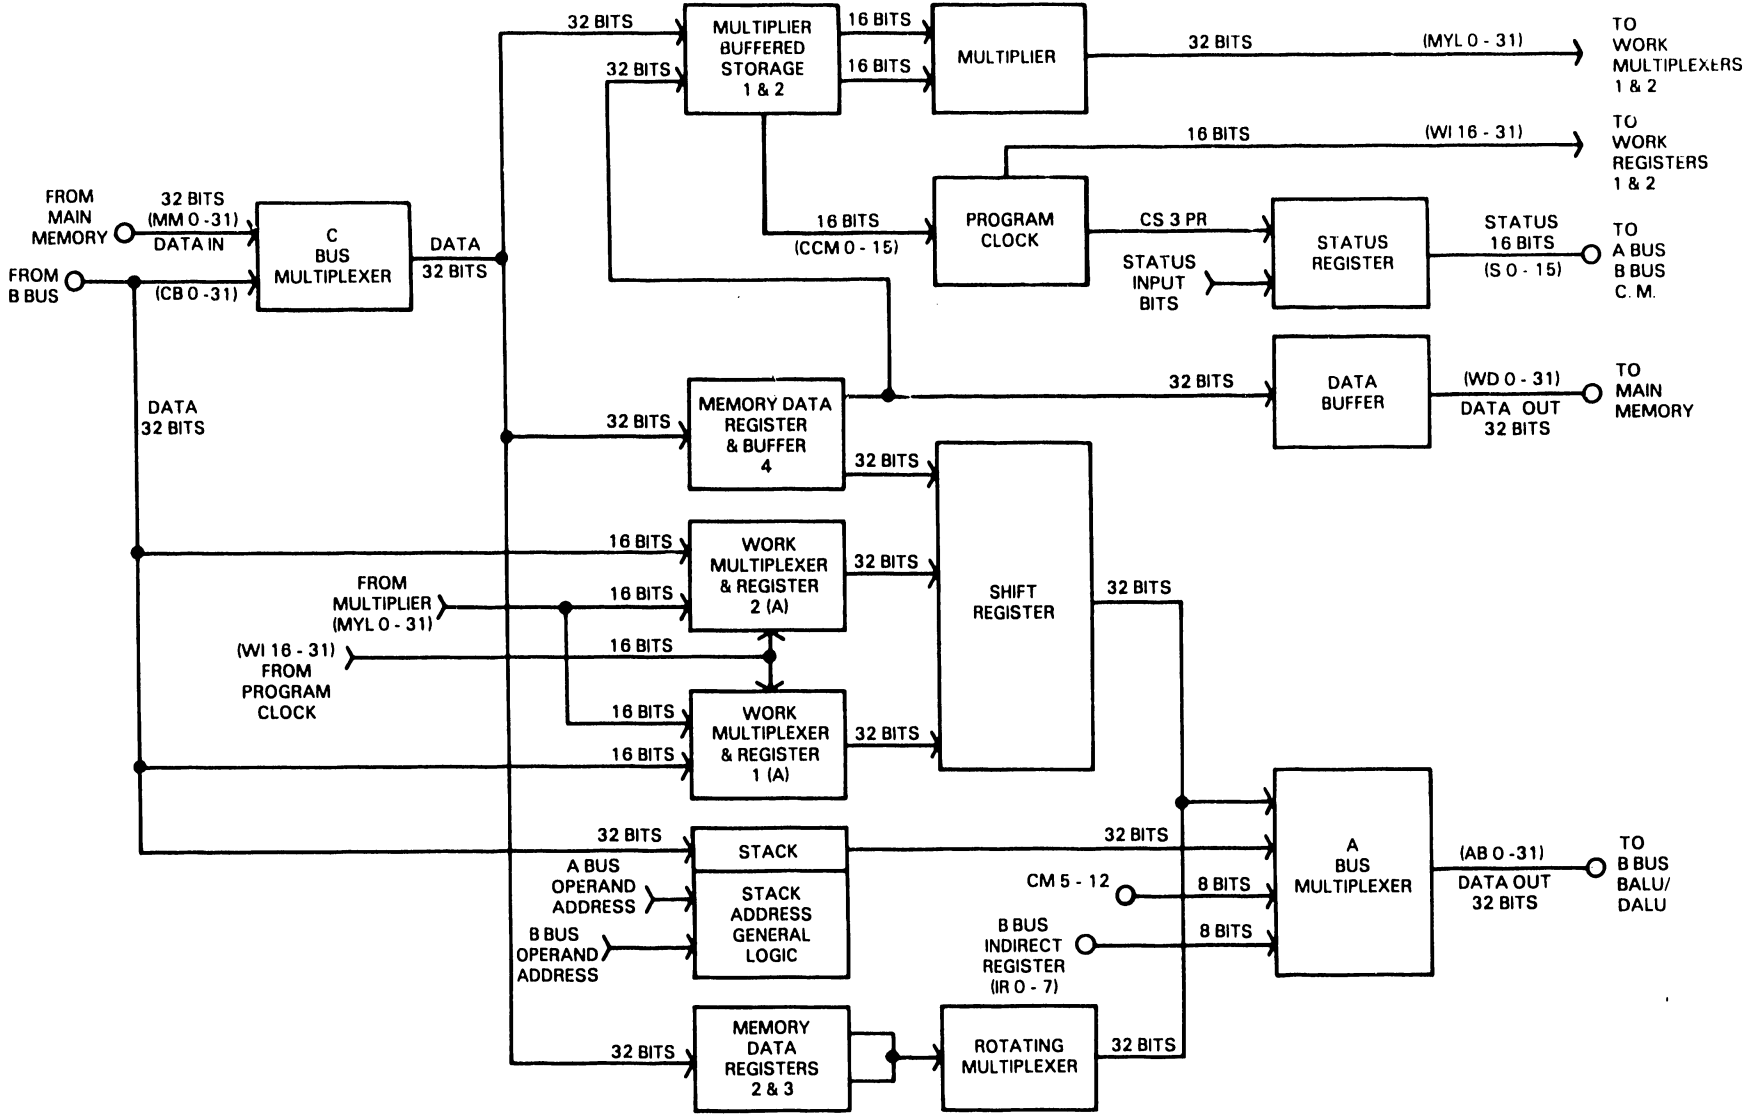 32 BITS
32 BITS
MULTIPLIER
BUFFERED
STORAGE
1 & 2
16 BITS
16 BITS
MULTIPLIER
32 BITS
(MYL 0 - 31)
TO
WORK
MULTIPLEXERS
1 & 2
16 BITS
(WI 16 - 31)
TO
WORK
REGISTERS
1 & 2
FROM
MAIN
MEMORY
32 BITS
(MM 0 -31)
DATA IN
FROM
B BUS
(CB 0 -31)
C
BUS
MULTIPLEXER
DATA
32 BITS
16 BITS
(CCM 0 - 15)
PROGRAM
CLOCK
CS 3 PR
STATUS
INPUT
BITS
STATUS
REGISTER
STATUS
16 BITS
(S 0 - 15)
TO
A BUS
B BUS
C. M.
DATA
32 BITS
32 BITS
MEMORY DATA
REGISTER
& BUFFER
4
32 BITS
32 BITS
DATA
BUFFER
(WD 0 - 31)
DATA OUT
32 BITS
TO
MAIN
MEMORY
16 BITS
FROM
MULTIPLIER
(MYL 0 - 31)
16 BITS
WORK
MULTIPLEXER
& REGISTER
2 (A)
32 BITS
SHIFT
REGISTER
32 BITS
(WI 16 - 31)
FROM
PROGRAM
CLOCK
16 BITS
16 BITS
16 BITS
WORK
MULTIPLEXER
& REGISTER
1 (A)
32 BITS
32 BITS
STACK
32 BITS
A BUS
OPERAND
ADDRESS
B BUS
OPERAND
ADDRESS
STACK
ADDRESS
GENERAL
LOGIC
CM 5 - 12
8 BITS
B BUS
INDIRECT
REGISTER
(IR 0 - 7)
8 BITS
A
BUS
MULTIPLEXER
(AB 0 -31)
DATA OUT
32 BITS
TO
B BUS
BALU/
DALU
32 BITS
MEMORY
DATA
REGISTERS
2 & 3
ROTATING
MULTIPLEXER
32 BITS